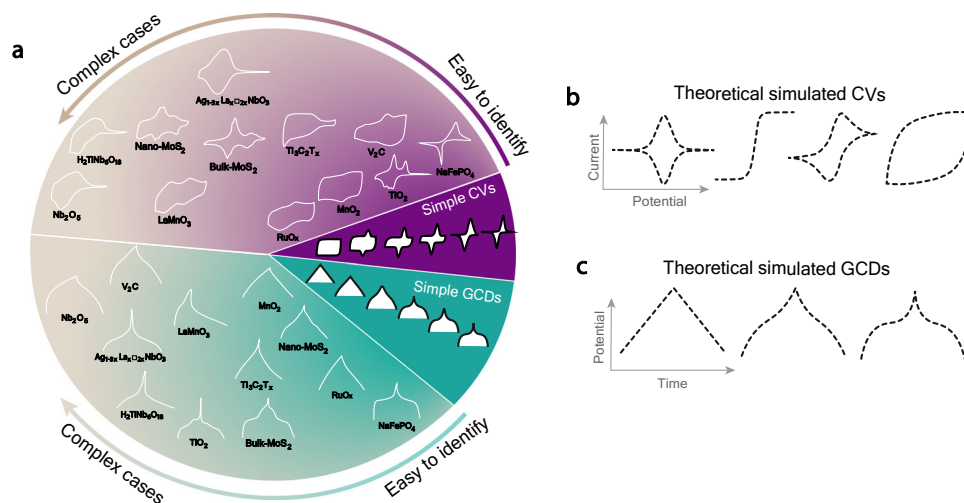 a
Complex cases
Easy to identify
Ag₁₋₃ₓLaₓ□₂ₓNbO₃
H₂TiNb₆O₁₈
Nano-MoS₂
Bulk-MoS₂
Ti₃C₂Tₓ
V₂C
NaFePO₄
TiO₂
Nb₂O₅
LaMnO₃
MnO₂
RuOₓ
Simple CVs
Simple GCDs
V₂C
Nb₂O₅
LaMnO₃
MnO₂
Ag₁₋₃ₓLaₓ□₂ₓNbO₃
Nano-MoS₂
Ti₃C₂Tₓ
RuOₓ
H₂TiNb₆O₁₈
TiO₂
Bulk-MoS₂
NaFePO₄
Complex cases
Easy to identify
b
Theoretical simulated CVs
Current
Potential
c
Theoretical simulated GCDs
Potential
Time